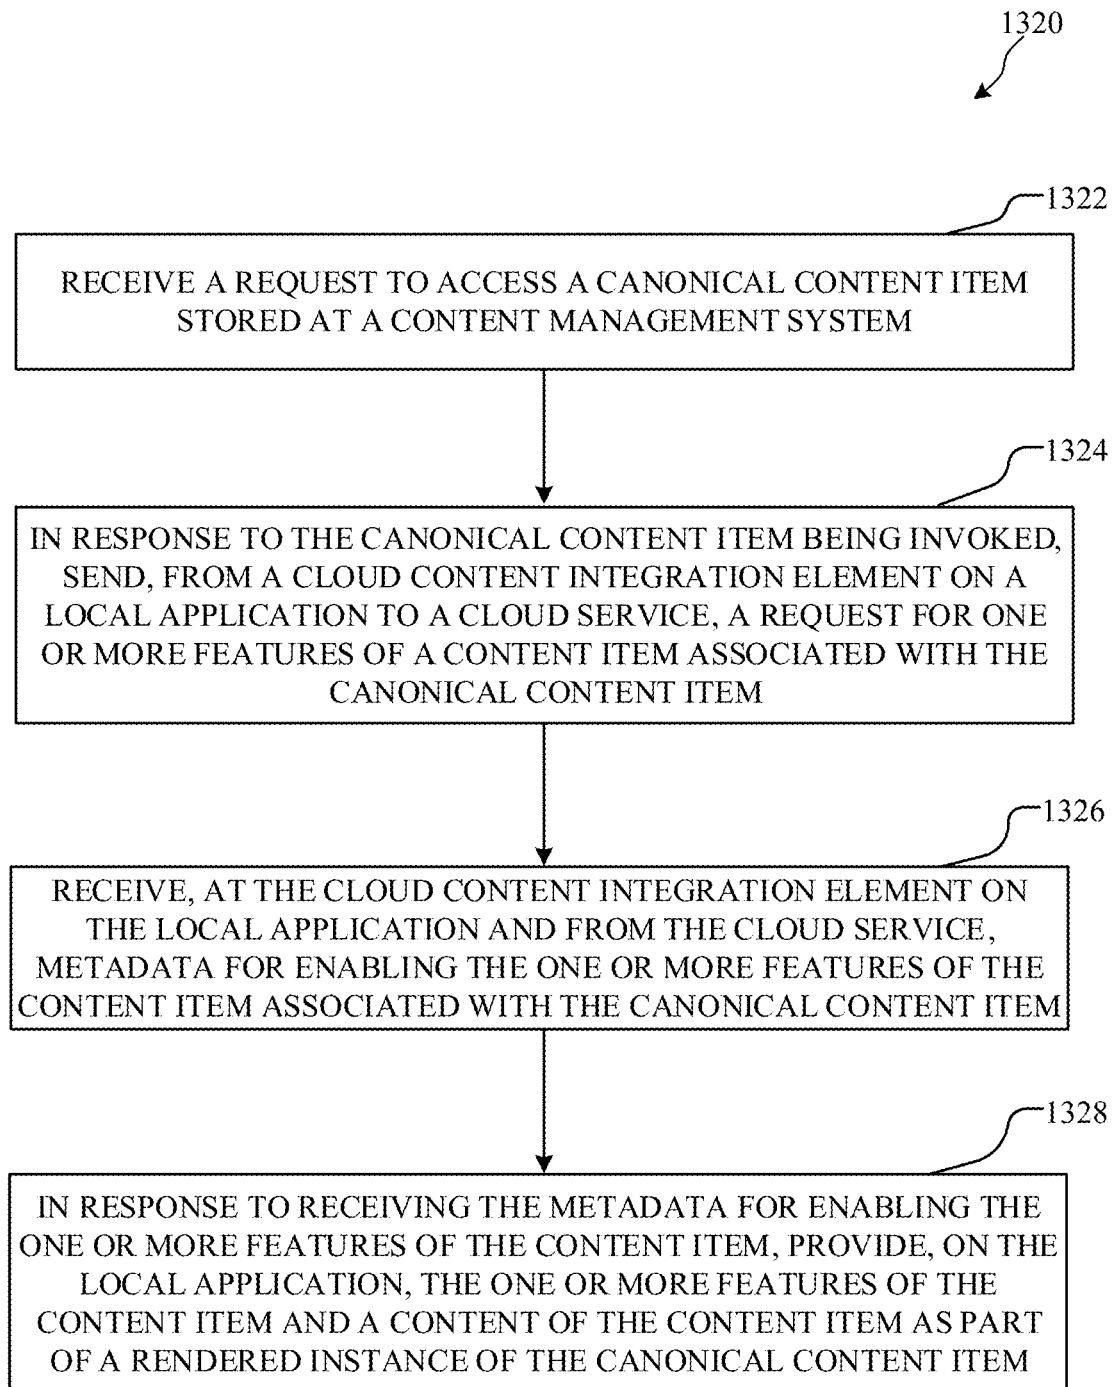 1320
1322
RECEIVE A REQUEST TO ACCESS A CANONICAL CONTENT ITEM
STORED AT A CONTENT MANAGEMENT SYSTEM
1324
IN RESPONSE TO THE CANONICAL CONTENT ITEM BEING INVOKED,
SEND, FROM A CLOUD CONTENT INTEGRATION ELEMENT ON A
LOCAL APPLICATION TO A CLOUD SERVICE, A REQUEST FOR ONE
OR MORE FEATURES OF A CONTENT ITEM ASSOCIATED WITH THE
CANONICAL CONTENT ITEM
1326
RECEIVE, AT THE CLOUD CONTENT INTEGRATION ELEMENT ON
THE LOCAL APPLICATION AND FROM THE CLOUD SERVICE,
METADATA FOR ENABLING THE ONE OR MORE FEATURES OF THE
CONTENT ITEM ASSOCIATED WITH THE CANONICAL CONTENT ITEM
1328
IN RESPONSE TO RECEIVING THE METADATA FOR ENABLING THE
ONE OR MORE FEATURES OF THE CONTENT ITEM, PROVIDE, ON THE
LOCAL APPLICATION, THE ONE OR MORE FEATURES OF THE
CONTENT ITEM AND A CONTENT OF THE CONTENT ITEM AS PART
OF A RENDERED INSTANCE OF THE CANONICAL CONTENT ITEM